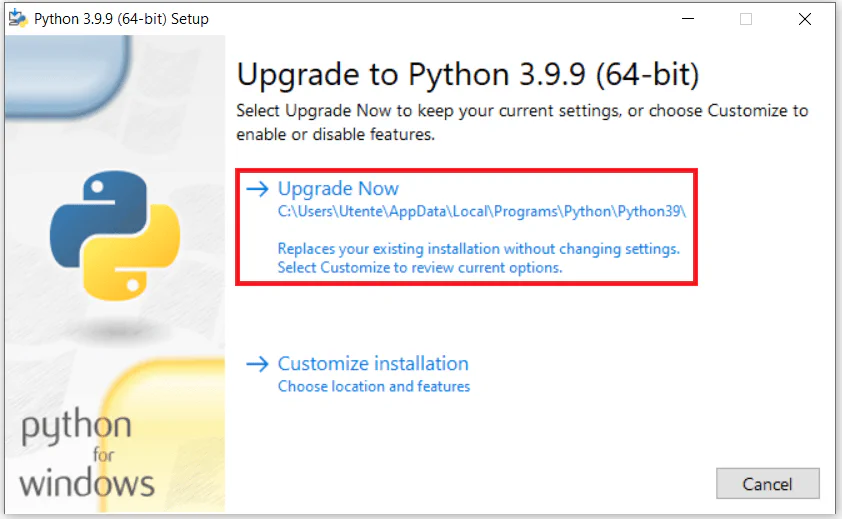 Python 3.9.9 (64-bit) Setup
Upgrade to Python 3.9.9 (64-bit)
Select Upgrade Now to keep your current settings, or choose Customize to
enable or disable features.
Upgrade Now
C:\Users\Utente\AppData\Local\Programs\Python\Python39\
Replaces your existing installation without changing settings.
Select Customize to review current options.
Customize installation
Choose location and features
python
for
windows
Cancel